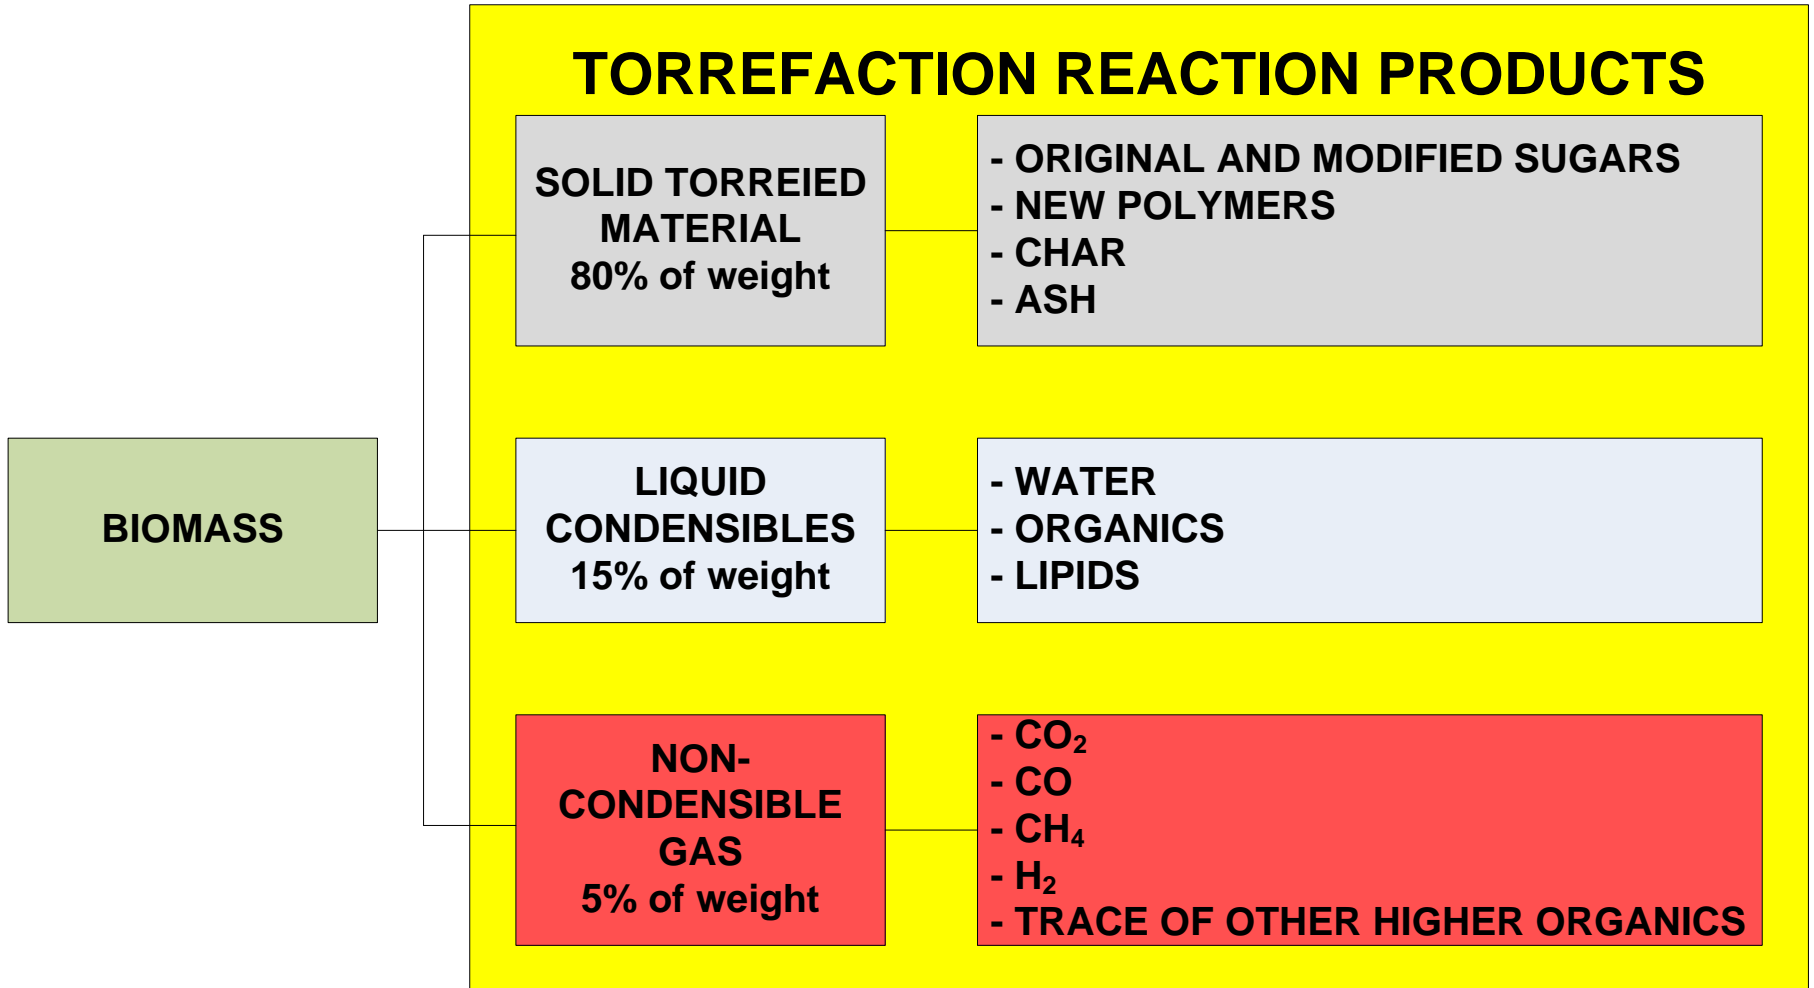 TORREFACTION REACTION PRODUCTS
SOLID TORREIED
MATERIAL
80% of weight
- ORIGINAL AND MODIFIED SUGARS
- NEW POLYMERS
- CHAR
- ASH
BIOMASS
LIQUID
CONDENSIBLES
15% of weight
- WATER
- ORGANICS
- LIPIDS
NON-
CONDENSIBLE
GAS
5% of weight
- CO₂
- CO
- CH₄
- H₂
- TRACE OF OTHER HIGHER ORGANICS